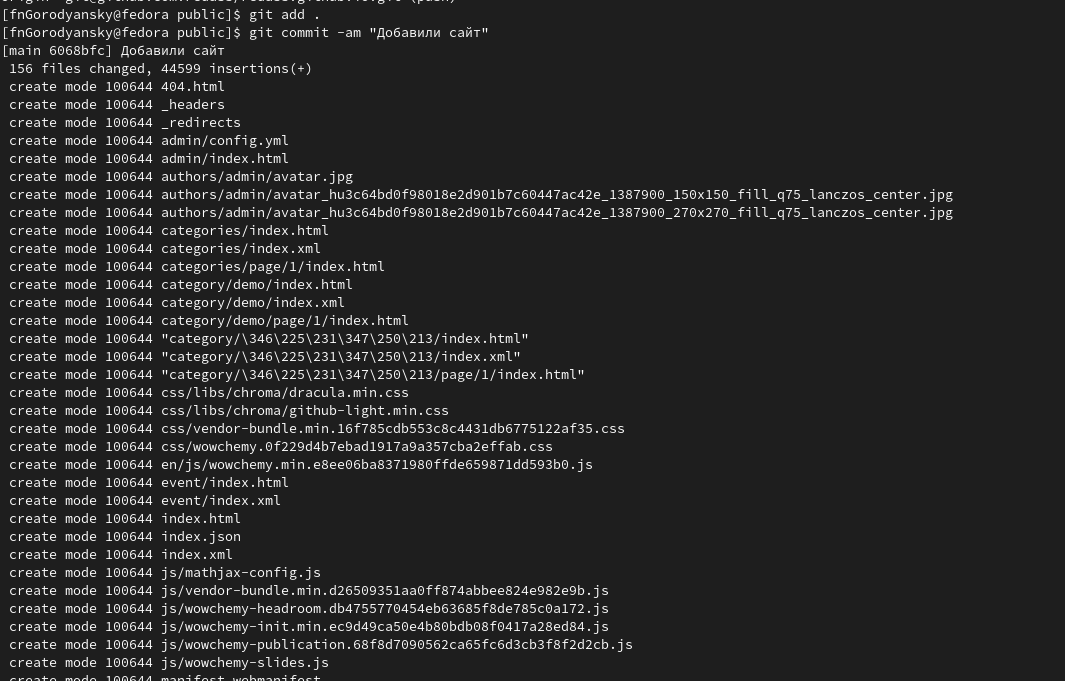 [fnGorodyansky@fedora public]$ git add .
[fnGorodyansky@fedora public]$ git commit -am "Добавили сайт"
[main 6068bfc] Добавили сайт
156 files changed, 44599 insertions(+)
create mode 100644 404.html
create mode 100644 _headers
create mode 100644 _redirects
create mode 100644 admin/config.yml
create mode 100644 admin/index.html
create mode 100644 authors/admin/avatar.jpg
create mode 100644 authors/admin/avatar_hu3c64bd0f98018e2d901b7c60447ac42e_1387900_150x150_fill_q75_lanczos_center.jpg
create mode 100644 authors/admin/avatar_hu3c64bd0f98018e2d901b7c60447ac42e_1387900_270x270_fill_q75_lanczos_center.jpg
create mode 100644 categories/index.html
create mode 100644 categories/index.xml
create mode 100644 categories/page/1/index.html
create mode 100644 category/demo/index.html
create mode 100644 category/demo/index.xml
create mode 100644 category/demo/page/1/index.html
create mode 100644 "category/\346\225\231\347\250\213/index.html"
create mode 100644 "category/\346\225\231\347\250\213/index.xml"
create mode 100644 "category/\346\225\231\347\250\213/page/1/index.html"
create mode 100644 css/libs/chroma/dracula.min.css
create mode 100644 css/libs/chroma/github-light.min.css
create mode 100644 css/vendor-bundle.min.16f785cdb553c8c4431db6775122af35.css
create mode 100644 css/wowchemy.0f229d4b7ebad1917a9a357cba2effab.css
create mode 100644 en/js/wowchemy.min.e8ee06ba8371980ffde659871dd593b0.js
create mode 100644 event/index.html
create mode 100644 event/index.xml
create mode 100644 index.html
create mode 100644 index.json
create mode 100644 index.xml
create mode 100644 js/mathjax-config.js
create mode 100644 js/vendor-bundle.min.d26509351aa0ff874abbee824e982e9b.js
create mode 100644 js/wowchemy-headroom.db4755770454eb63685f8de785c0a172.js
create mode 100644 js/wowchemy-init.min.ec9d49ca50e4b80bdb08f0417a28ed84.js
create mode 100644 js/wowchemy-publication.68f8d7090562ca65fc6d3cb3f8f2d2cb.js
create mode 100644 js/wowchemy-slides.js
create mode 100644 manifest.webmanifest